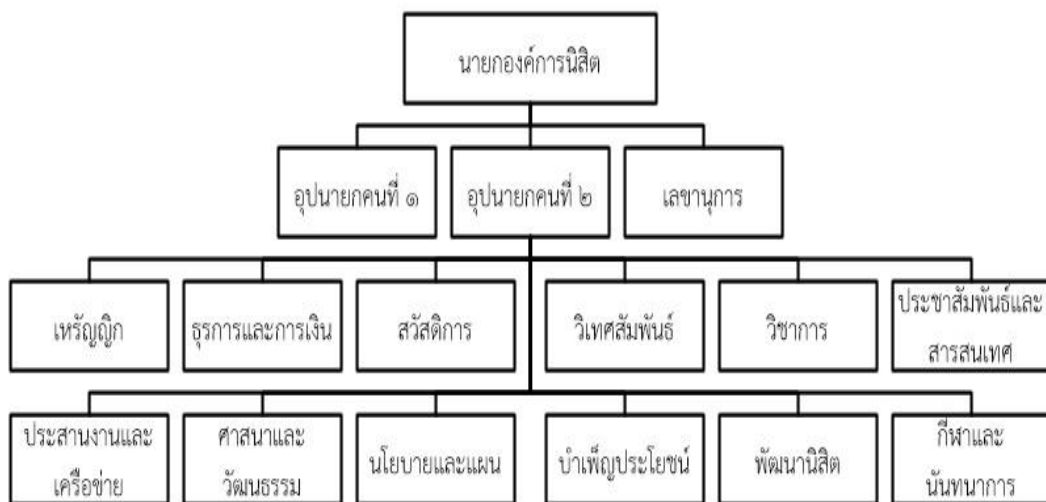 นายกองค์การนิสิต
อุปนายกคนที่ ๑
อุปนายกคนที่ ๒
เลขานุการ
เหรัญญิก
ธุรการและการเงิน
สวัสดิการ
วิเทศสัมพันธ์
วิชาการ
ประชาสัมพันธ์และ
สารสนเทศ
ประสานงานและ
เครือข่าย
ศาสนาและ
วัฒนธรรม
นโยบายและแผน
บำเพ็ญประโยชน์
พัฒนานิสิต
กีฬาและ
นันทนาการ